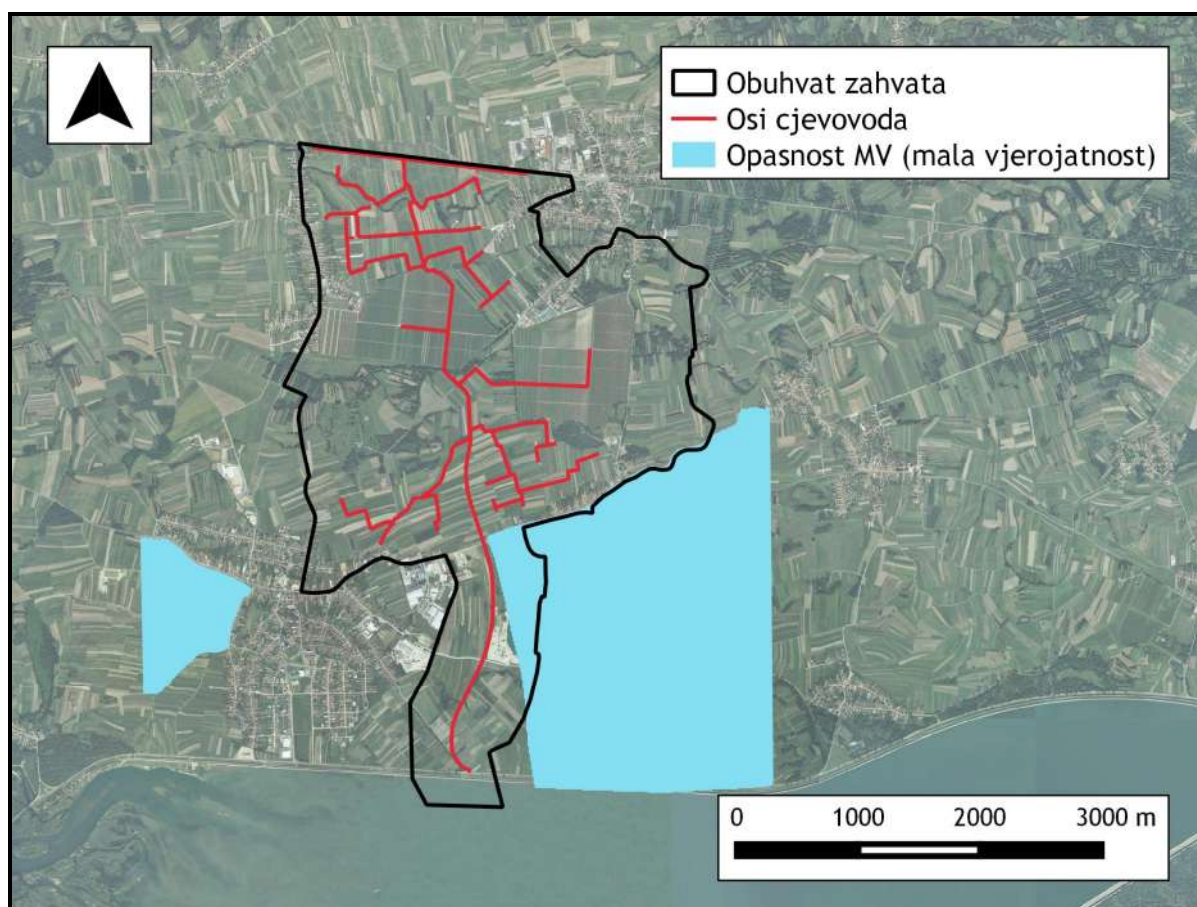 Obuhvat zahvata
Osi cjevovoda
Opasnost MV (mala vjerojatnost)
0 1000 2000 3000 m